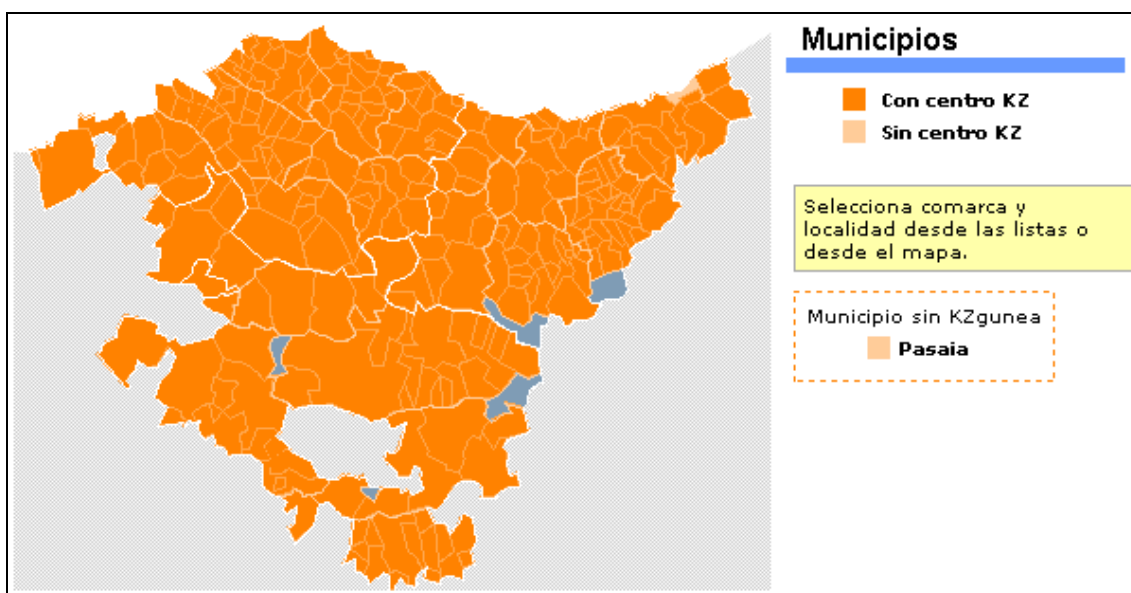 Municipios
Con centro KZ
Sin centro KZ
Selecciona comarca y
localidad desde las listas o
desde el mapa.
Municipio sin KZgunea
Pasaia